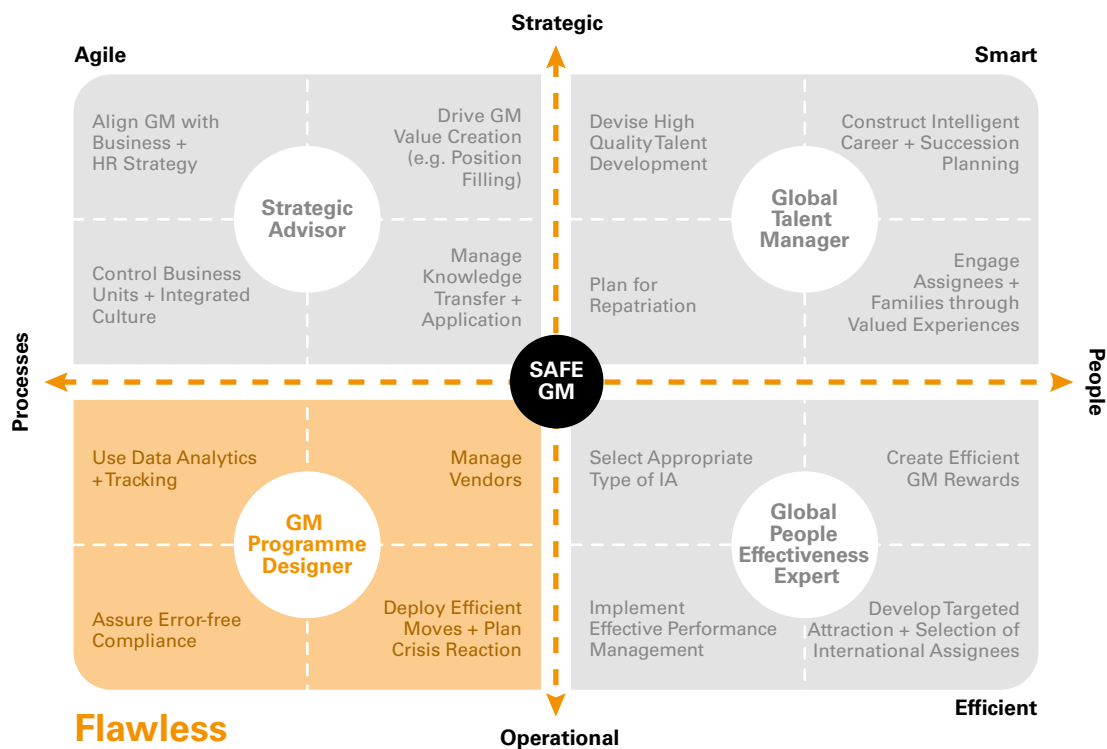 Strategic
Agile
Smart
Align GM with
Business +
HR Strategy
Drive GM
Value Creation
(e.g. Position
Filling)
Strategic
Advisor
Control Business
Units + Integrated
Culture
Manage
Knowledge
Transfer +
Application
Devise High
Quality Talent
Development
Construct Intelligent
Career + Succession
Planning
Global
Talent
Manager
Plan for
Repatriation
Engage
Assignees +
Families through
Valued Experiences
Processes
SAFE
GM
People
Use Data Analytics
+Tracking
Manage
Vendors
GM
Programme
Designer
Assure Error-free
Compliance
Deploy Efficient
Moves + Plan
Crisis Reaction
Select Appropriate
Type of IA
Create Efficient
GM Rewards
Global
People
Effectiveness
Expert
Implement
Effective Performance
Management
Develop Targeted
Attraction + Selection of
International Assignees
Flawless
Operational
Efficient